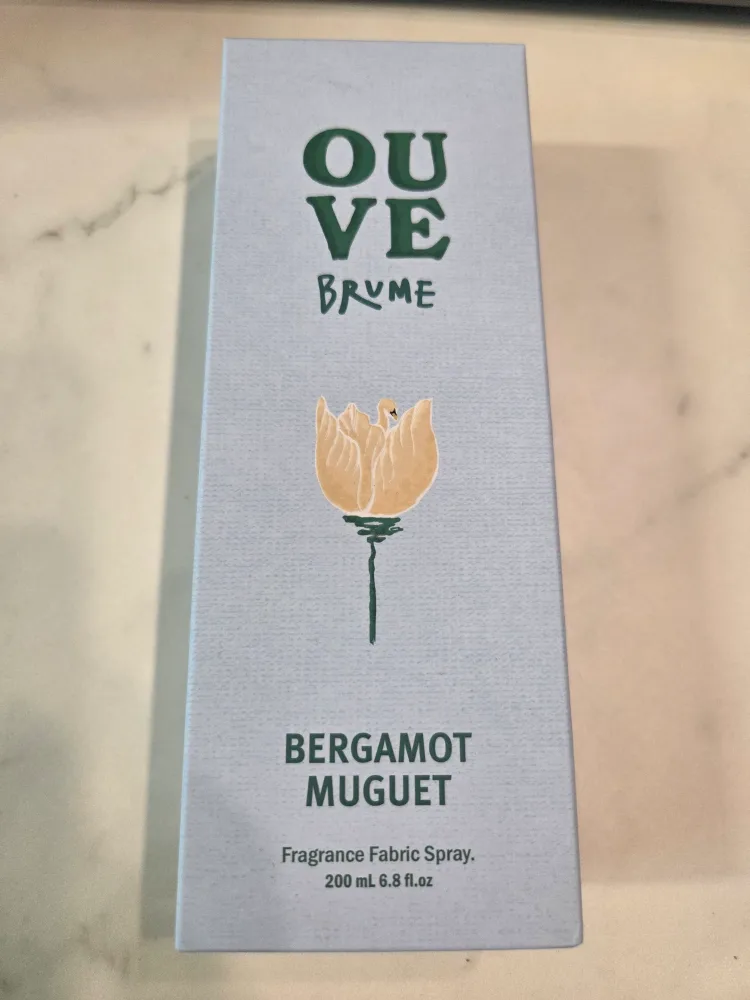 OU
VE
BRUME
BERGAMOT
MUGUET
Fragrance Fabric Spray.
200 mL 6.8 fl.oz